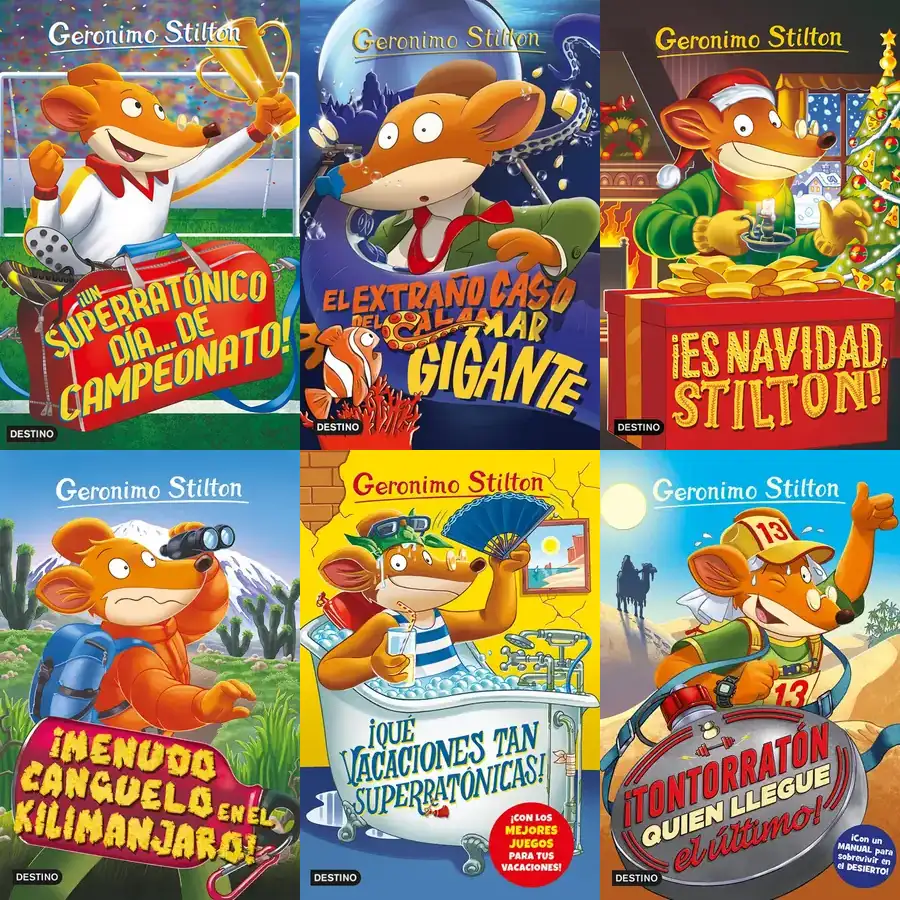 Geronimo Stilton
¡UN
SUPERRATÓNICO
DÍA... DE
CAMPEONATO!
DESTINO
Geronimo Stilton
EL EXTRAÑO CASO
DEL CALAMAR
GIGANTE
DESTINO
Geronimo Stilton
¡ES NAVIDAD,
STILTON!
DESTINO
Geronimo Stilton
¡MENUDO
CANGUELO EN EL
KILIMANJARO!
DESTINO
Geronimo Stilton
¡QUÉ
VACACIONES TAN
SUPERRATÓNICAS!
¡CON LOS
MEJORES
JUEGOS
PARA TUS
VACACIONES!
DESTINO
Geronimo Stilton
13
13
¡TONTORRATÓN
QUIEN LLEGUE
el último!
¡Con un
MANUAL para
sobrevivir en
el DESIERTO!
DESTINO